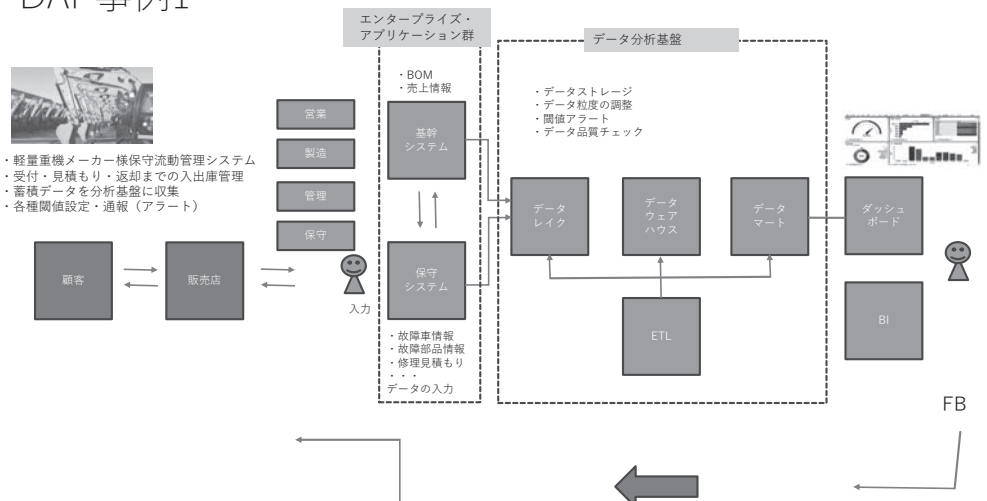 DAP事例1
エンタープライズ・
アプリケーション群
データ分析基盤
・BOM
・売上情報
・データストレージ
・データ粒度の調整
・閾値アラート
・データ品質チェック
・軽量重機メーカー様保守流動管理システム
・受付・見積もり・返却までの入出庫管理
・蓄積データを分析基盤に収集
・各種閾値設定・通報（アラート）
営業
製造
管理
保守
基幹
システム
データ
レイク
データ
ウェア
ハウス
データ
マート
ダッシュ
ボード
顧客
販売店
入力
保守
システム
ETL
BI
・故障車情報
・故障部品情報
・修理見積もり
・・・
データの入力
FB